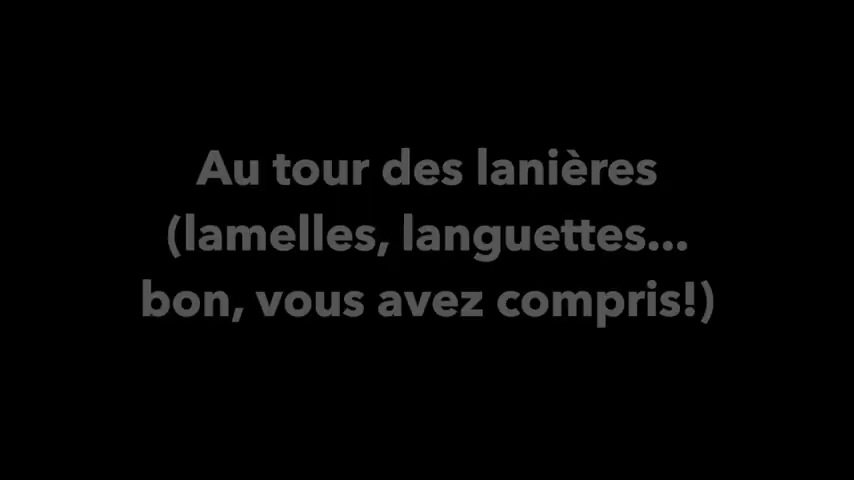 Au tour des lanières
(lamelles, languettes...
bon, vous avez compris!)